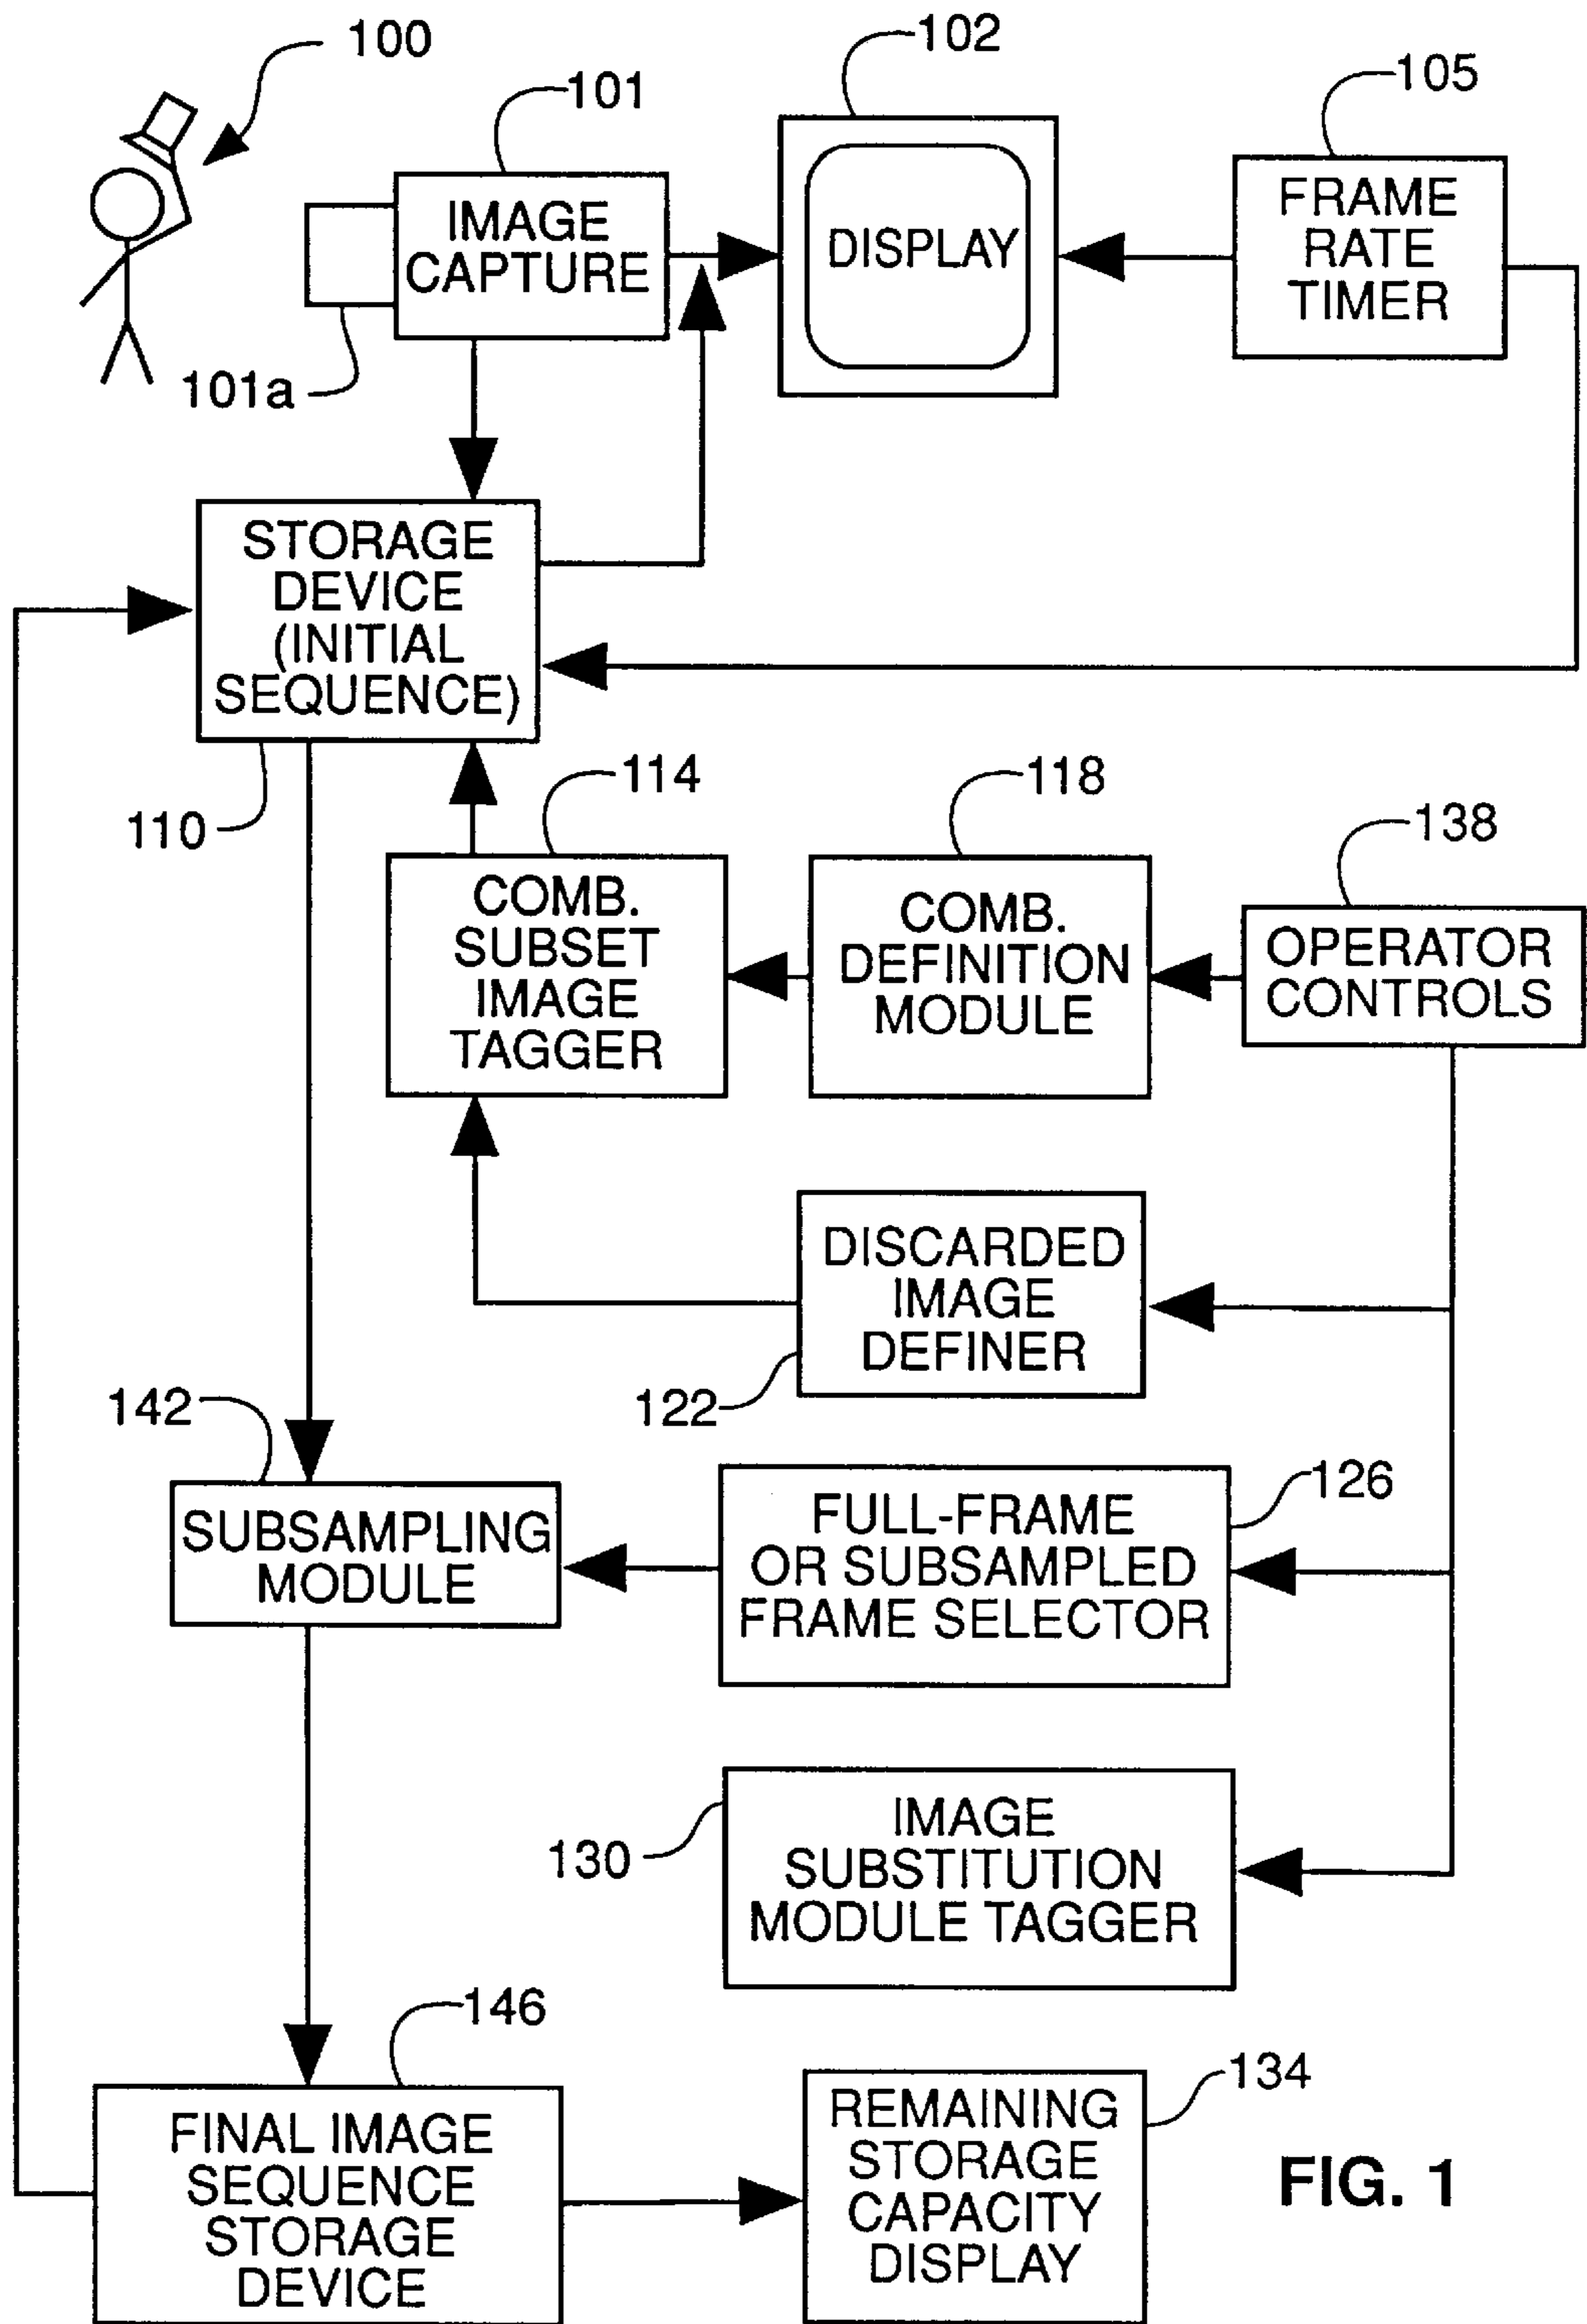 100
101
102
105
IMAGE
CAPTURE
DISPLAY
FRAME
RATE
TIMER
101a
STORAGE
DEVICE
(INITIAL
SEQUENCE)
110
114
118
138
COMB.
SUBSET
IMAGE
TAGGER
COMB.
DEFINITION
MODULE
OPERATOR
CONTROLS
DISCARDED
IMAGE
DEFINER
122
142
126
SUBSAMPLING
MODULE
FULL-FRAME
OR SUBSAMPLED
FRAME SELECTOR
130
IMAGE
SUBSTITUTION
MODULE TAGGER
146
134
FINAL IMAGE
SEQUENCE
STORAGE
DEVICE
REMAINING
STORAGE
CAPACITY
DISPLAY
FIG. 1